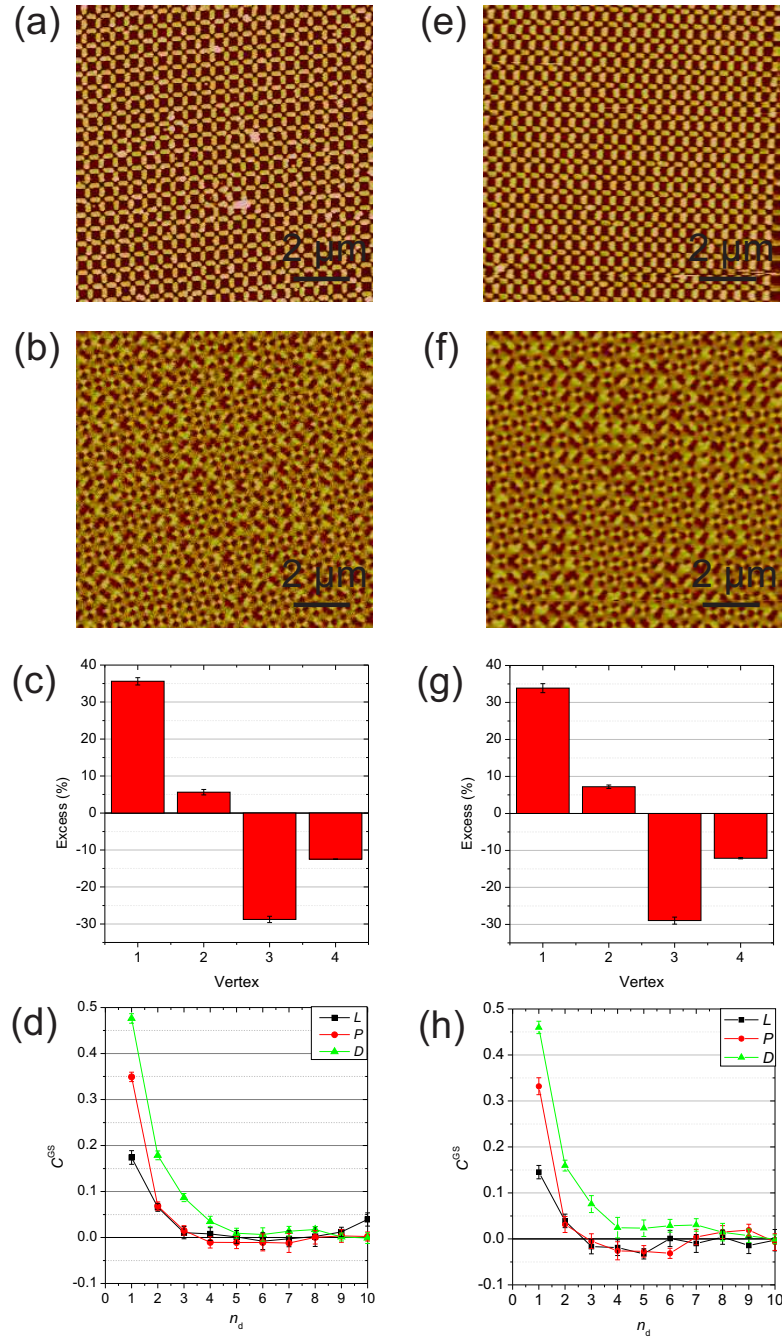 (a)
2 µm
(e)
2 µm
(b)
2 µm
(f)
2 µm
(c)
40
30
20
10
0
-10
-20
-30
Excess (%)
1 2 3 4
Vertex
(g)
40
30
20
10
0
-10
-20
-30
Excess (%)
1 2 3 4
Vertex
(d)
0.5
0.4
0.3
0.2
0.1
0.0
-0.1
C^GS
L
P
D
0 1 2 3 4 5 6 7 8 9 10
n_d
(h)
0.5
0.4
0.3
0.2
0.1
0.0
-0.1
C^GS
L
P
D
0 1 2 3 4 5 6 7 8 9 10
n_d